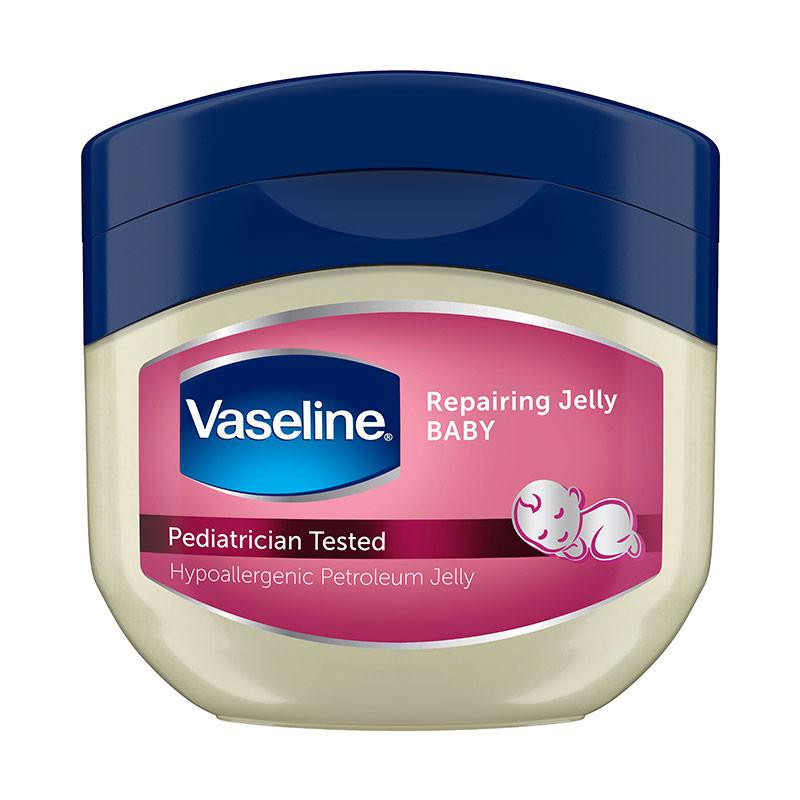 Vaseline®
Repairing Jelly
BABY
Pediatrician Tested
Hypoallergenic Petroleum Jelly